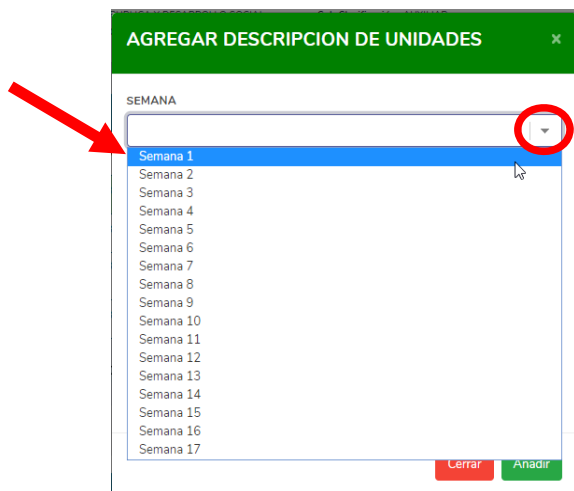 AGREGAR DESCRIPCION DE UNIDADES ×
SEMANA
Semana 1
Semana 2
Semana 3
Semana 4
Semana 5
Semana 6
Semana 7
Semana 8
Semana 9
Semana 10
Semana 11
Semana 12
Semana 13
Semana 14
Semana 15
Semana 16
Semana 17
Cerrar Añadir